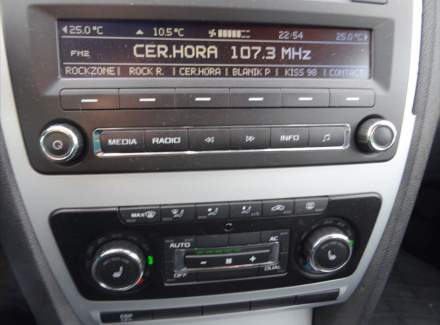 25.0°C 10.5°C 22:54 25.0°C
FM2 CER.HORA 107.3 MHz
ROCKZONE ROCK R. CER.HORA BLANIK P KISS 98 CONTACT
MEDIA RADIO INFO
MAX
AUTO AC
OFF DUAL